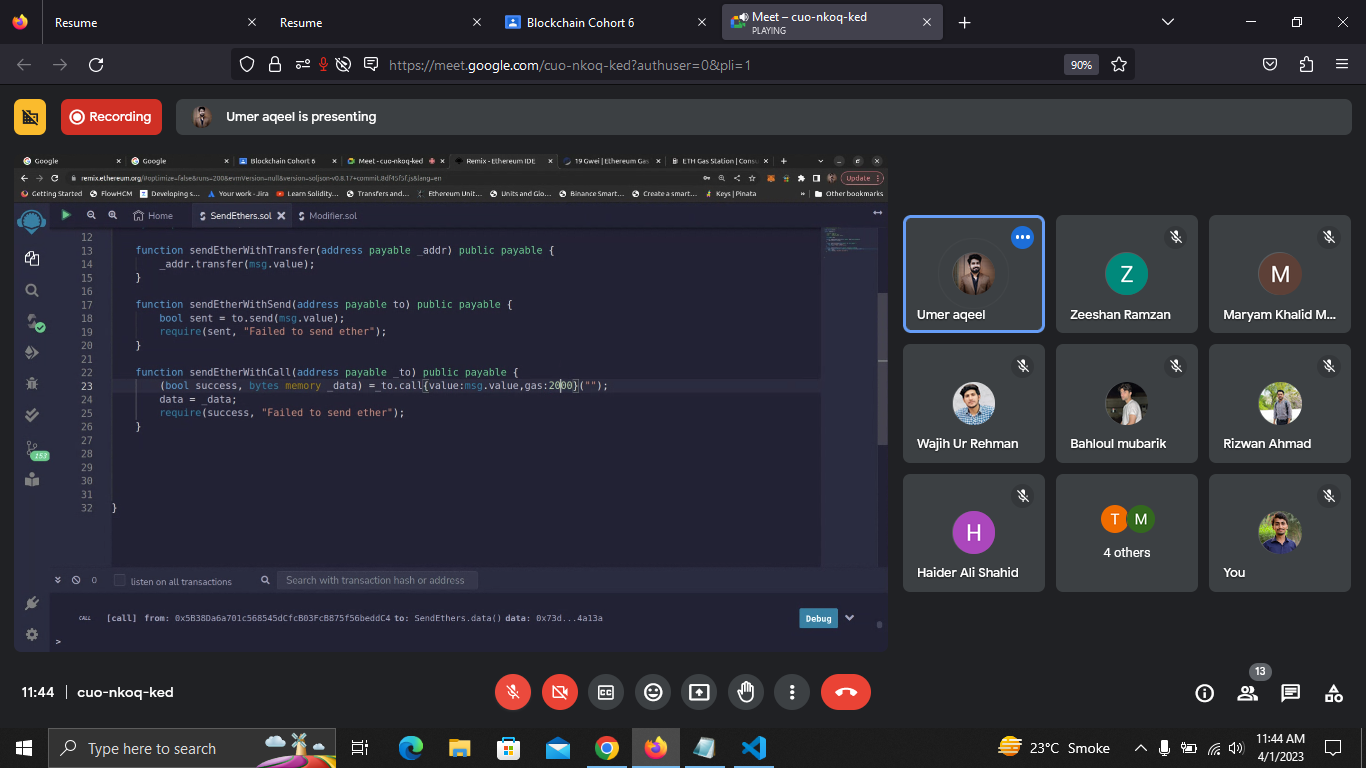 Resume
Resume
Blockchain Cohort 6
Meet – cuo-nkoq-ked
PLAYING
https://meet.google.com/cuo-nkoq-ked?authuser=0&pli=1
90%
Recording
Umer aqeel is presenting
Google
Google
Blockchain Cohort 6
Meet - cuo-nkoq-ked
Remix - Ethereum IDE
19 Gwei | Ethereum Gas
ETH Gas Station | Consu
remix.ethereum.org/#optimize=false&runs=200&evmVersion=null&version=soljson-v0.8.17+commit.8df45f5f.js&lang=en
Update
Getting Started
FlowHCM
Developing s...
Your work - Jira
Learn Solidity...
Transfer and...
Ethereum Unit...
Units and Glo...
Binance Smart...
Create a smart...
Keys | Pinata
Other bookmarks
Home
SendEthers.sol
Modifier.sol
12
13 function sendEtherWithTransfer(address payable _addr) public payable {
14 _addr.transfer(msg.value);
15 }
16
17 function sendEtherWithSend(address payable to) public payable {
18 bool sent = to.send(msg.value);
19 require(sent, "Failed to send ether");
20 }
21
22 function sendEtherWithCall(address payable _to) public payable {
23 (bool success, bytes memory _data) =_to.call{value:msg.value,gas:2000}("");
24 data = _data;
25 require(success, "Failed to send ether");
26 }
27
28
29
30
31
32 }
153
0
listen on all transactions
Search with transaction hash or address
CALL
[call] from: 0x5B38Da6a701c568545dCfcB03FcB875f56beddC4 to: SendEthers.data() data: 0x73d...4a13a
Debug
>
Umer aqeel
Z
Zeeshan Ramzan
M
Maryam Khalid M...
Wajih Ur Rehman
Bahloul mubarik
Rizwan Ahmad
H
Haider Ali Shahid
T
M
4 others
You
11:44 | cuo-nkoq-ked
13
Type here to search
23°C Smoke
11:44 AM
4/1/2023